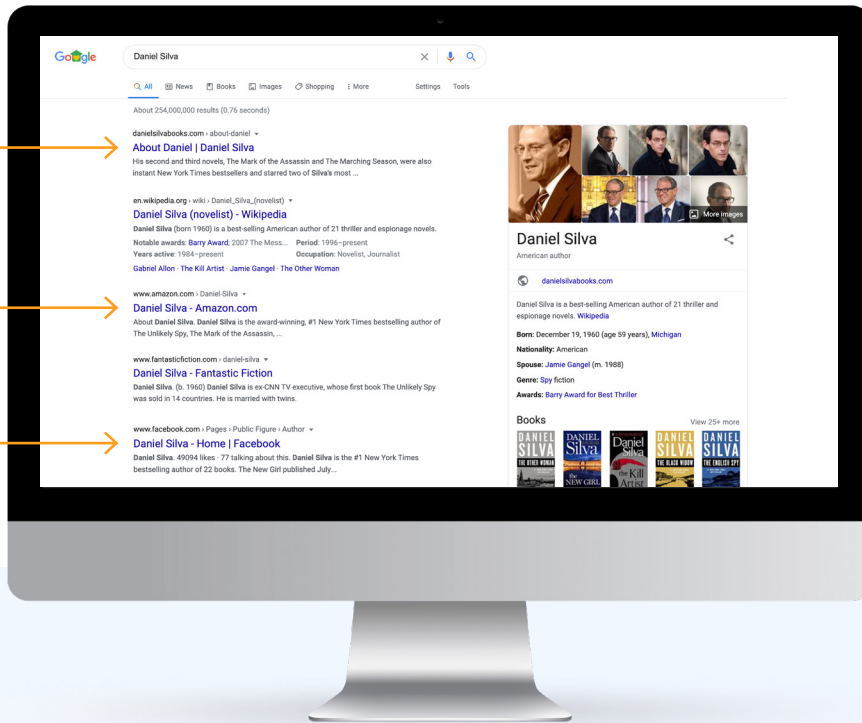 Google
Daniel Silva
All News Books Images Shopping More Settings Tools
About 254,000,000 results (0.76 seconds)
danielsilvabooks.com › about-daniel
About Daniel | Daniel Silva
His second and third novels, The Mark of the Assassin and The Marching Season, were also
instant New York Times bestsellers and starred two of Silva's most ...
en.wikipedia.org › wiki › Daniel_Silva_(novelist)
Daniel Silva (novelist) - Wikipedia
Daniel Silva (born 1960) is a best-selling American author of 21 thriller and espionage novels.
Notable awards: Barry Award, 2007 The Mess... Period: 1996–present
Years active: 1984–present Occupation: Novelist, Journalist
Gabriel Allon · The Kill Artist · Jamie Gangel · The Other Woman
www.amazon.com › Daniel-Silva
Daniel Silva - Amazon.com
About Daniel Silva. Daniel Silva is the award-winning, #1 New York Times bestselling author of
The Unlikely Spy, The Mark of the Assassin, ...
www.fantasticfiction.com › daniel-silva
Daniel Silva - Fantastic Fiction
Daniel Silva. (b. 1960) Daniel Silva is ex-CNN TV executive, whose first book The Unlikely Spy
was sold in 14 countries. He is married with twins.
www.facebook.com › Pages › Public Figure › Author
Daniel Silva - Home | Facebook
Daniel Silva. 49094 likes · 77 talking about this. Daniel Silva is the #1 New York Times
bestselling author of 22 books. The New Girl published July...
More images
Daniel Silva
American author
danielsilvabooks.com
Daniel Silva is a best-selling American author of 21 thriller and
espionage novels. Wikipedia
Born: December 19, 1960 (age 59 years), Michigan
Nationality: American
Spouse: Jamie Gangel (m. 1988)
Genre: Spy fiction
Awards: Barry Award for Best Thriller
Books View 25+ more
DANIEL SILVA THE OTHER WOMAN
DANIEL Silva THE NEW GIRL
Daniel Silva the Kill Artist
DANIEL SILVA THE BLACK WIDOW
DANIEL SILVA THE ENGLISH SPY